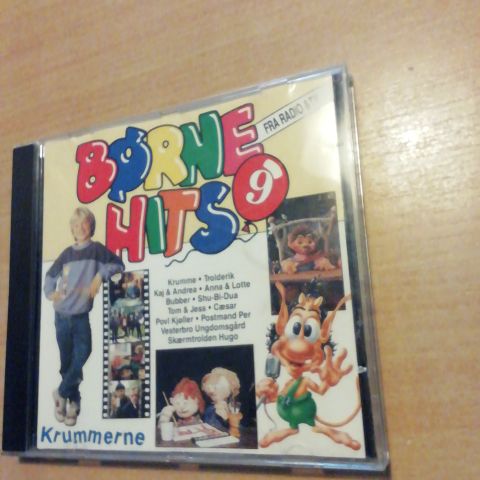 BØRNE
FRA RADIO &
HITS 9
Krumme • Trolderik
Kaj & Andrea • Anna & Lotte
Bubber • Shu-Bi-Dua
Tom & Jess • Cæsar
Povl Kjøller • Postmand Per
Vesterbro Ungdomsgård
Skærmtrolden Hugo
Krummerne